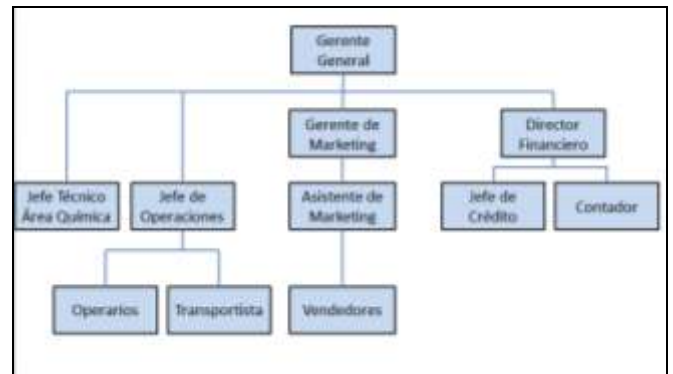 Gerente
General
Gerente de
Marketing
Director
Financiero
Jefe Técnico
Área Química
Jefe de
Operaciones
Asistente de
Marketing
Jefe de
Crédito
Contador
Operarios
Transportista
Vendedores